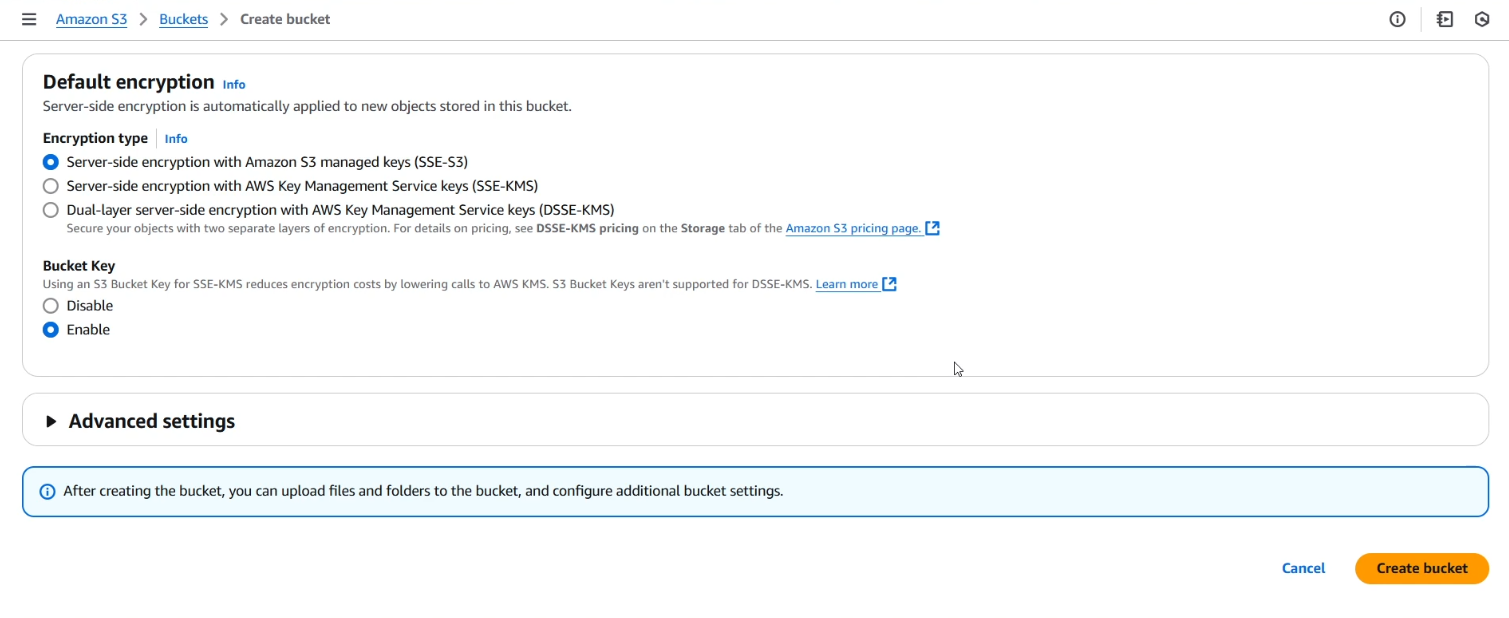 Amazon S3 > Buckets > Create bucket
Default encryption Info
Server-side encryption is automatically applied to new objects stored in this bucket.
Encryption type Info
Server-side encryption with Amazon S3 managed keys (SSE-S3)
Server-side encryption with AWS Key Management Service keys (SSE-KMS)
Dual-layer server-side encryption with AWS Key Management Service keys (DSSE-KMS)
Secure your objects with two separate layers of encryption. For details on pricing, see DSSE-KMS pricing on the Storage tab of the Amazon S3 pricing page.
Bucket Key
Using an S3 Bucket Key for SSE-KMS reduces encryption costs by lowering calls to AWS KMS. S3 Bucket Keys aren't supported for DSSE-KMS. Learn more
Disable
Enable
Advanced settings
After creating the bucket, you can upload files and folders to the bucket, and configure additional bucket settings.
Cancel Create bucket